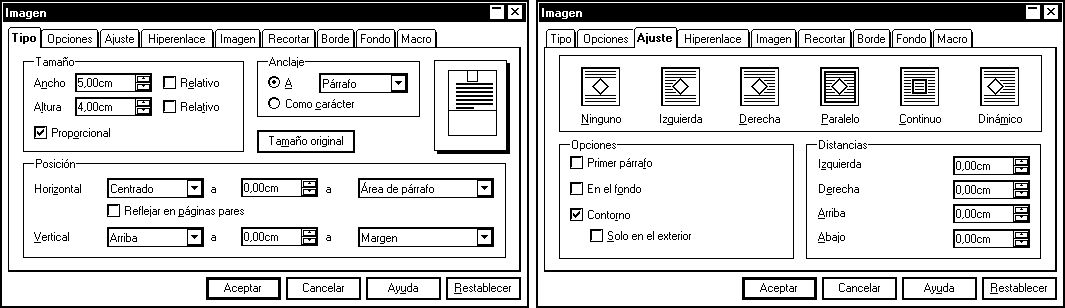 Imagen
Tipo Opciones Ajuste Hiperenlace Imagen Recortar Borde Fondo Macro
Tamaño
Ancho 5,00cm Relativo
Altura 4,00cm Relativo
Proporcional
Anclaje
A Párrafo
Como carácter
Tamaño original
Posición
Horizontal Centrado a 0,00cm a Área de párrafo
Reflejar en páginas pares
Vertical Arriba a 0,00cm a Margen
Aceptar Cancelar Ayuda Restablecer
Imagen
Tipo Opciones Ajuste Hiperenlace Imagen Recortar Borde Fondo Macro
Ninguno Izguierda Derecha Paralelo Continuo Dinámico
Opciones
Primer párrafo
En el fondo
Contorno
Solo en el exterior
Distancias
Izquierda 0,00cm
Derecha 0,00cm
Arriba 0,00cm
Abajo 0,00cm
Aceptar Cancelar Ayuda Restablecer